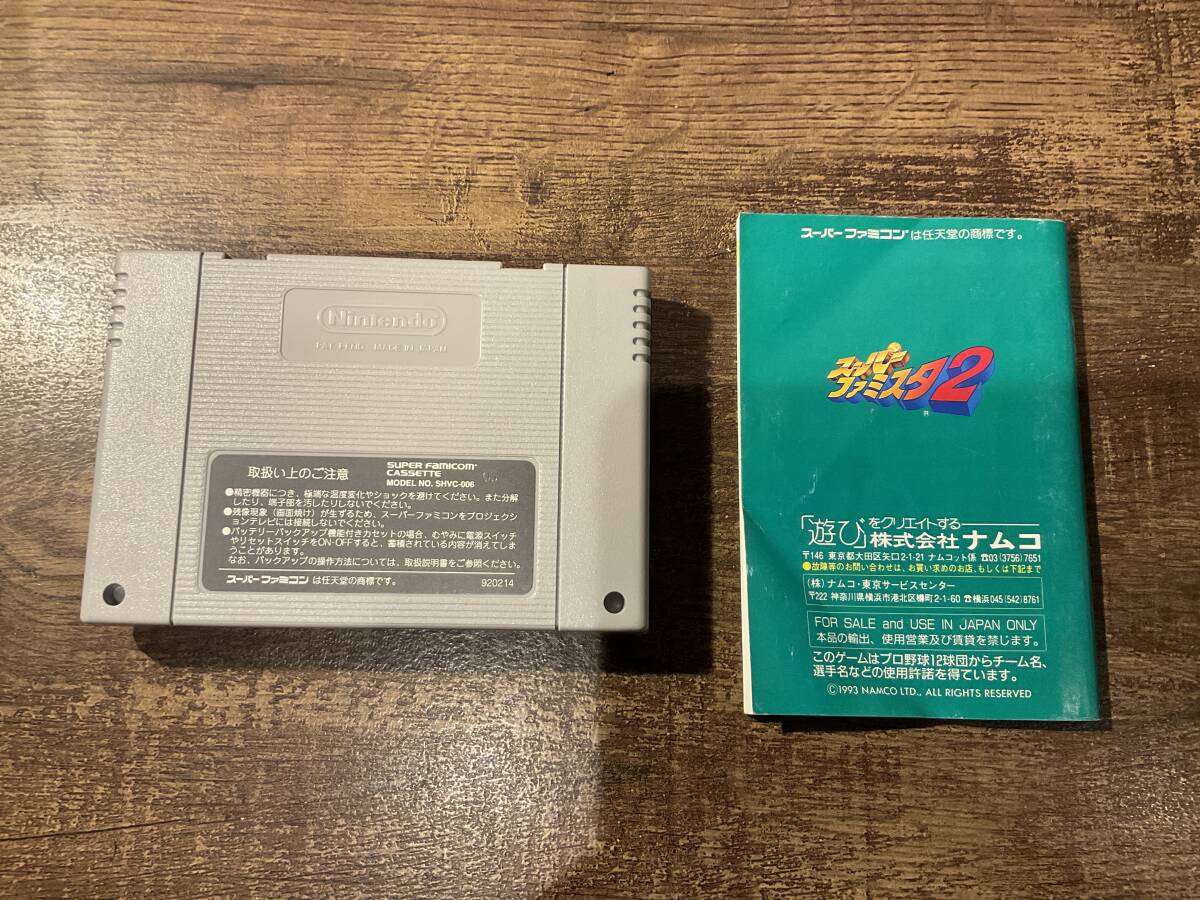 Nintendo
PAT. PEND. MADE IN JAPAN
取扱い上のご注意
SUPER FAMICOM
CASSETTE
MODEL NO. SHVC-006
●精密機器につき、極端な温度変化やショックを避けてください。また分解
したり、端子部を汚したりしないでください。
●残像現象（画面焼け）が生ずるため、スーパーファミコンをプロジェクシ
ョンテレビには接続しないでください。
●バッテリーバックアップ機能付きカセットの場合、むやみに電源スイッチ
やリセットスイッチをON-OFFすると、蓄積されている内容が消えてしま
うことがあります。
なお、バックアップの操作方法については、取扱説明書をご参照ください。
スーパーファミコン は任天堂の商標です。
920214
スーパーファミコン は任天堂の商標です。
スーパー
ファミスタ2
「遊び」をクリエイトする
株式会社ナムコ
〒146 東京都大田区矢口2-1-21 ナムコット係 ☎03(3756)7651
●故障等のお問い合わせは、お買い求めのお店、もしくは下記まで
(株)ナムコ・東京サービスセンター
〒222 神奈川県横浜市港北区樽町2-1-60 ☎横浜045(542)8761
FOR SALE and USE IN JAPAN ONLY
本品の輸出、使用営業及び賃貸を禁じます。
このゲームはプロ野球12球団からチーム名、
選手名などの使用許諾を得ています。
©1993 NAMCO LTD., ALL RIGHTS RESERVED